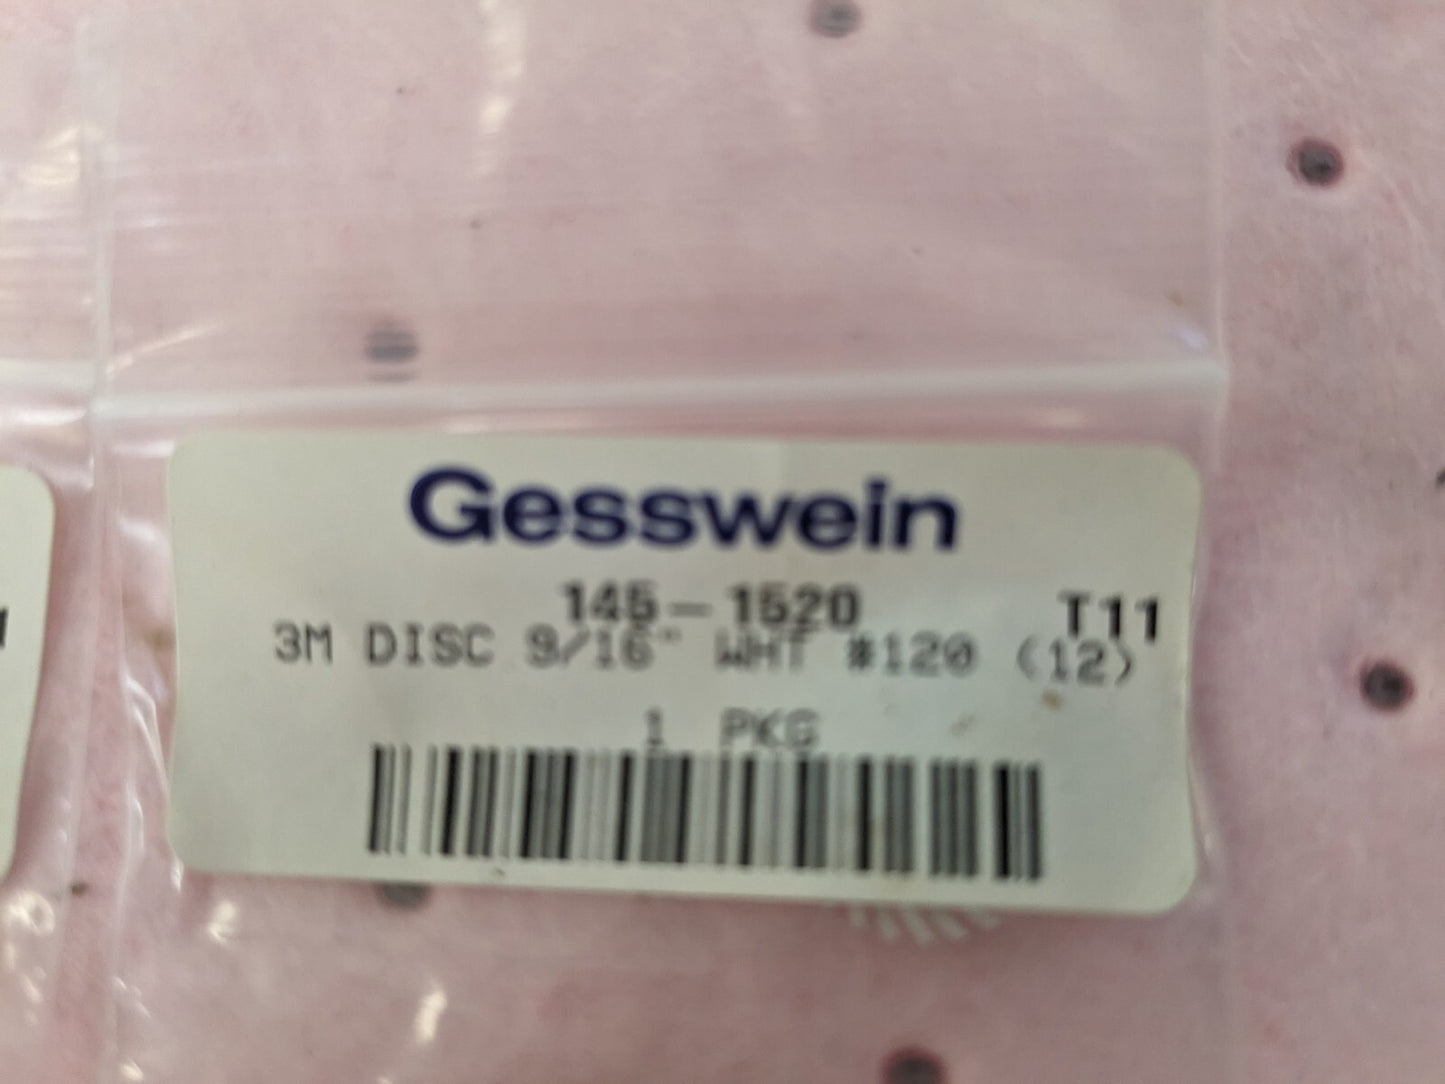 Gesswein
145-1520 T11
3M DISC 9/16" WHT #120 (12)
1 PKG